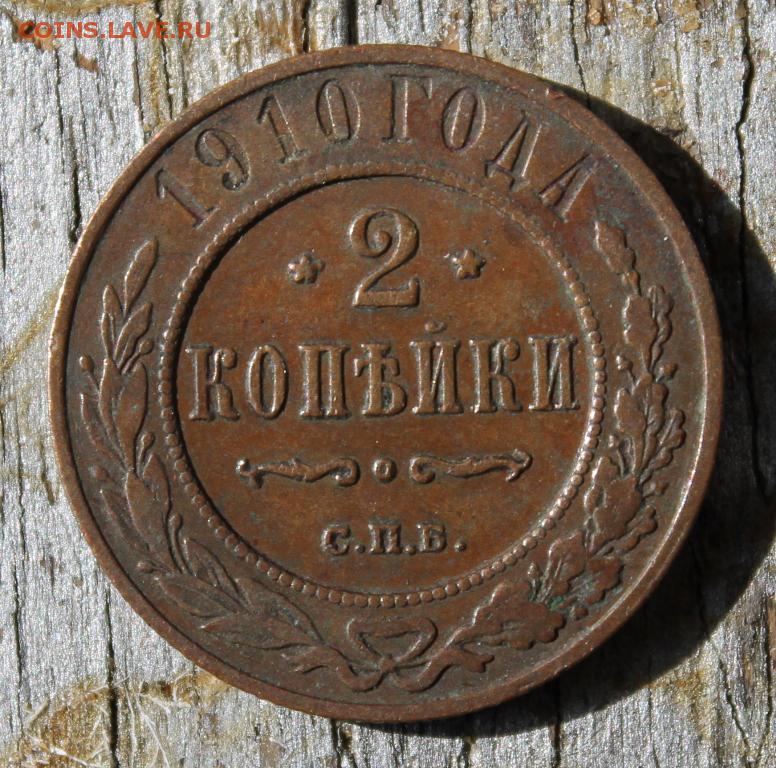 COINS.LAVE.RU
1910 ГОДА
2
КОПѢЙКИ
С.П.Б.